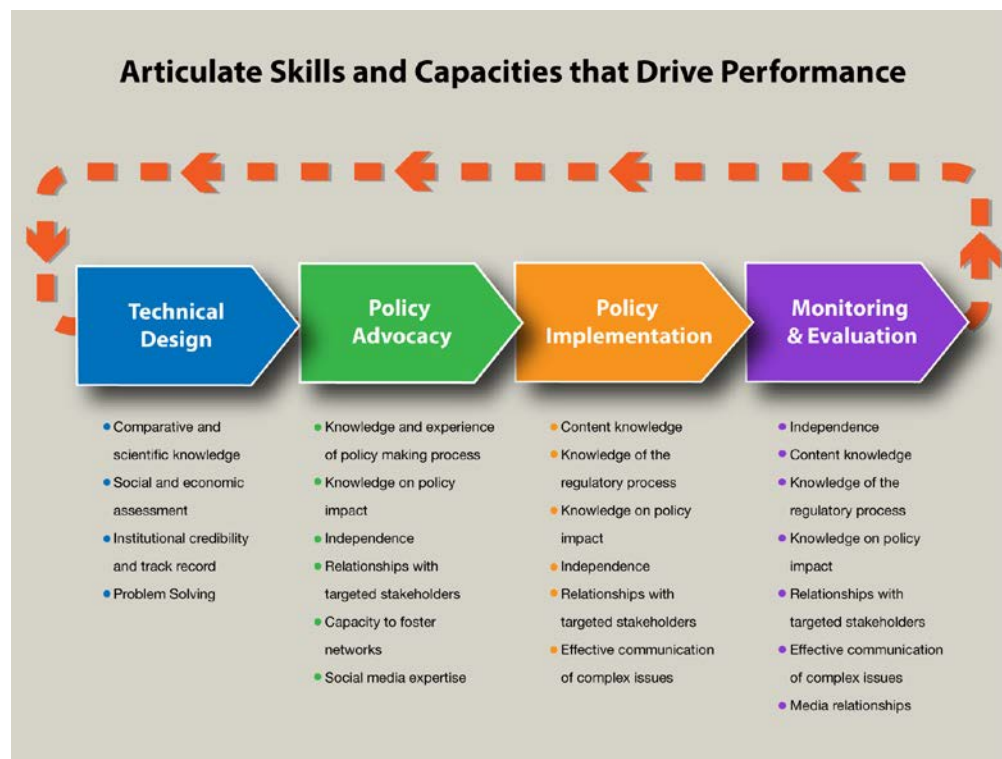 Articulate Skills and Capacities that Drive Performance
Technical
Design
Comparative and
scientific knowledge
Social and economic
assessment
Institutional credibility
and track record
Problem Solving
Policy
Advocacy
Knowledge and experience
of policy making process
Knowledge on policy
impact
Independence
Relationships with
targeted stakeholders
Capacity to foster
networks
Social media expertise
Policy
Implementation
Content knowledge
Knowledge of the
regulatory process
Knowledge on policy
impact
Independence
Relationships with
targeted stakeholders
Effective communication
of complex issues
Monitoring
& Evaluation
Independence
Content knowledge
Knowledge of the
regulatory process
Knowledge on policy
impact
Relationships with
targeted stakeholders
Effective communication
of complex issues
Media relationships